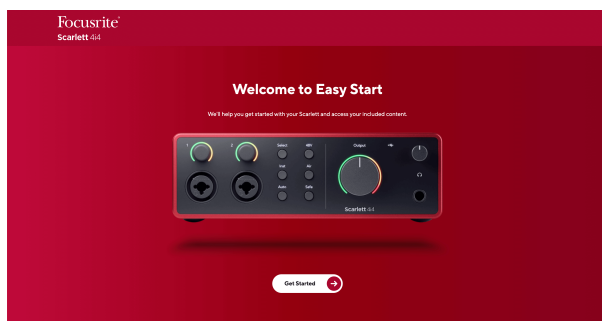 Focusrite®
Scarlett 4i4
Welcome to Easy Start
We'll help you get started with your Scarlett and access your included content.
1
2
Select
48V
Output
Inst
Air
Auto
Safe
Scarlett 4i4
Get Started